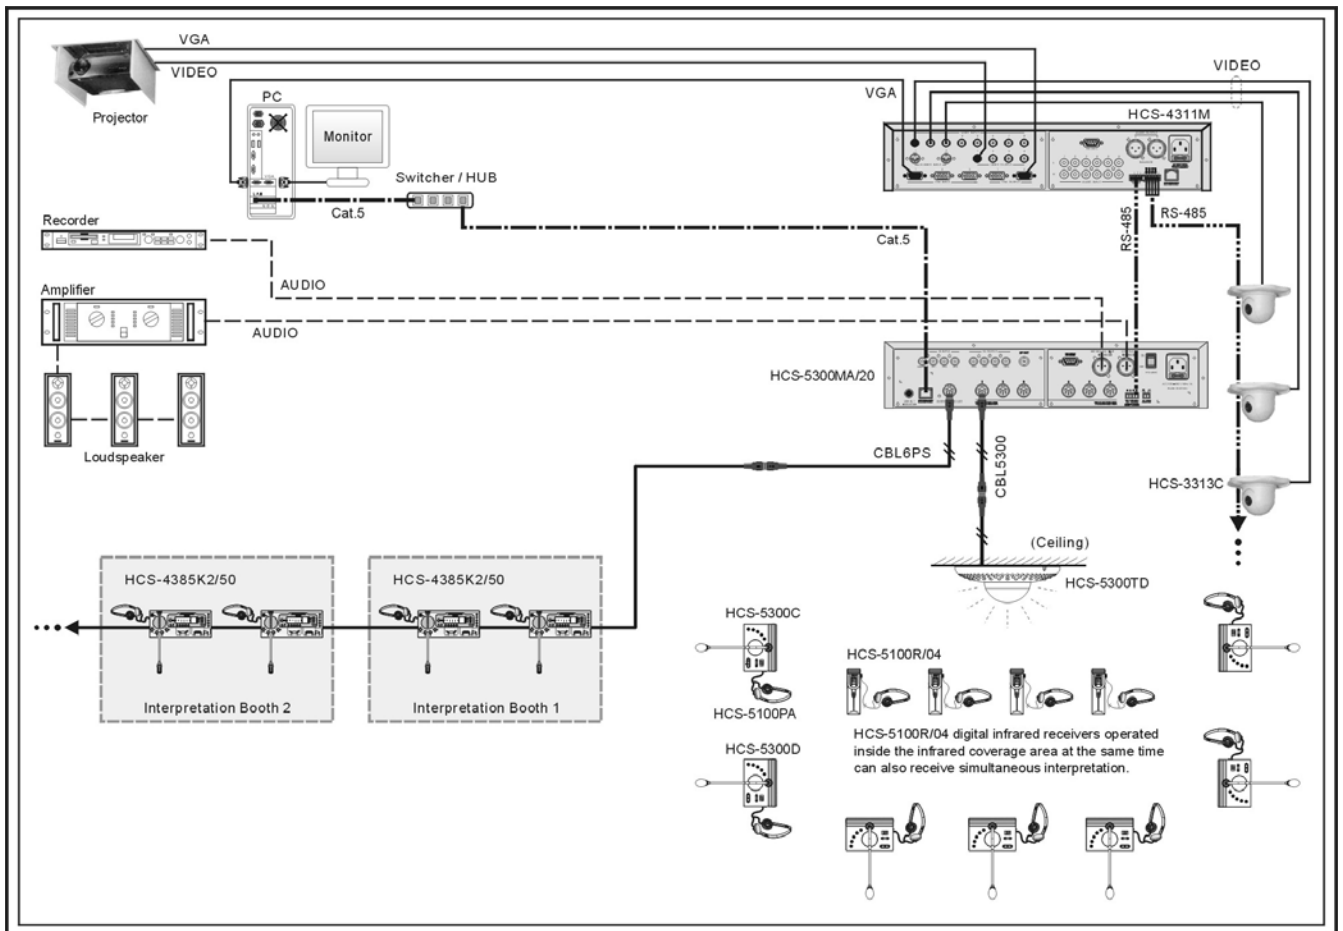 VGA
VIDEO
Projector
PC
Monitor
Switcher / HUB
Cat.5
VGA
VIDEO
HCS-4311M
RS-485
RS-485
Cat.5
Recorder
AUDIO
Amplifier
AUDIO
Loudspeaker
HCS-5300MA/20
CBL6PS
CBL5300
HCS-3313C
(Ceiling)
HCS-5300TD
HCS-4385K2/50
HCS-4385K2/50
Interpretation Booth 2
Interpretation Booth 1
HCS-5300C
HCS-5100PA
HCS-5300D
HCS-5100R/04
HCS-5100R/04 digital infrared receivers operated
inside the infrared coverage area at the same time
can also receive simultaneous interpretation.